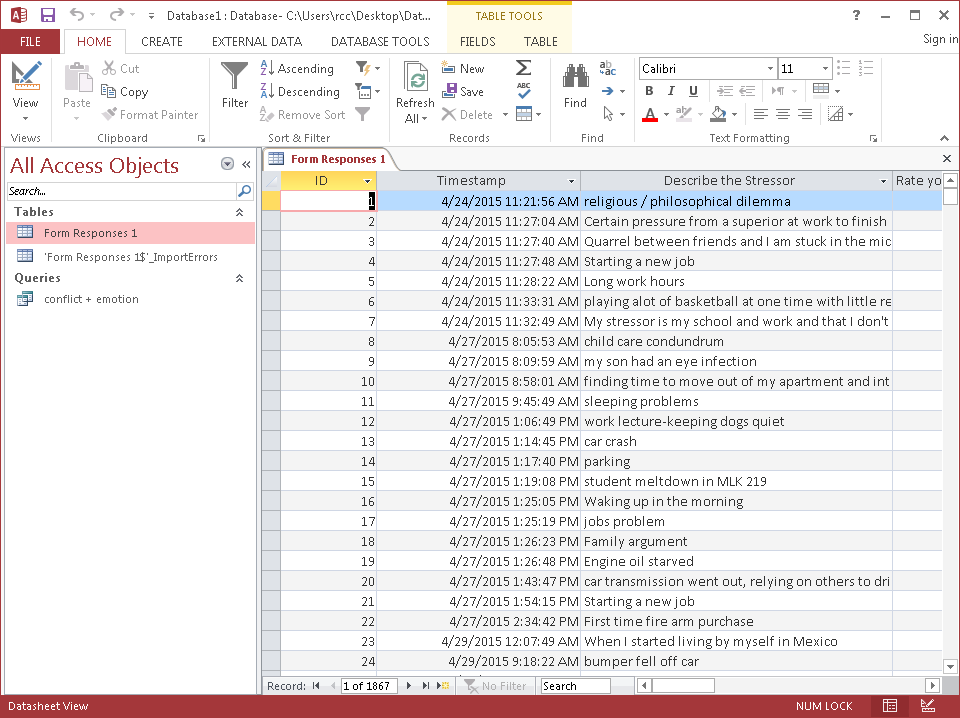 Database1 : Database- C:\Users\rcc\Desktop\Dat...
TABLE TOOLS
?
FILE HOME CREATE EXTERNAL DATA DATABASE TOOLS FIELDS TABLE Sign in
View
Views
Paste
Cut
Copy
Format Painter
Clipboard
Filter
Ascending
Descending
Remove Sort
Sort & Filter
Refresh
All
New
Save
Delete
ABC
Records
Find
ab
ac
Find
Calibri 11
B I U
A ab
Text Formatting
All Access Objects
Search...
Tables
Form Responses 1
'Form Responses 1$'_ImportErrors
Queries
conflict + emotion
Form Responses 1
ID Timestamp Describe the Stressor Rate yo
1 4/24/2015 11:21:56 AM religious / philosophical dilemma
2 4/24/2015 11:27:04 AM Certain pressure from a superior at work to finish
3 4/24/2015 11:27:40 AM Quarrel between friends and I am stuck in the mic
4 4/24/2015 11:27:48 AM Starting a new job
5 4/24/2015 11:28:22 AM Long work hours
6 4/24/2015 11:33:31 AM playing alot of basketball at one time with little re
7 4/24/2015 11:32:49 AM My stressor is my school and work and that I don't
8 4/27/2015 8:05:53 AM child care condundrum
9 4/27/2015 8:09:59 AM my son had an eye infection
10 4/27/2015 8:58:01 AM finding time to move out of my apartment and int
11 4/27/2015 9:45:49 AM sleeping problems
12 4/27/2015 1:06:49 PM work lecture-keeping dogs quiet
13 4/27/2015 1:14:45 PM car crash
14 4/27/2015 1:17:40 PM parking
15 4/27/2015 1:19:08 PM student meltdown in MLK 219
16 4/27/2015 1:25:05 PM Waking up in the morning
17 4/27/2015 1:25:19 PM jobs problem
18 4/27/2015 1:26:23 PM Family argument
19 4/27/2015 1:26:48 PM Engine oil starved
20 4/27/2015 1:43:47 PM car transmission went out, relying on others to dri
21 4/27/2015 1:54:15 PM Starting a new job
22 4/27/2015 2:34:42 PM First time fire arm purchase
23 4/29/2015 12:07:49 AM When I started living by myself in Mexico
24 4/29/2015 9:18:22 AM bumper fell off car
Record: 1 of 1867 No Filter Search
Datasheet View NUM LOCK